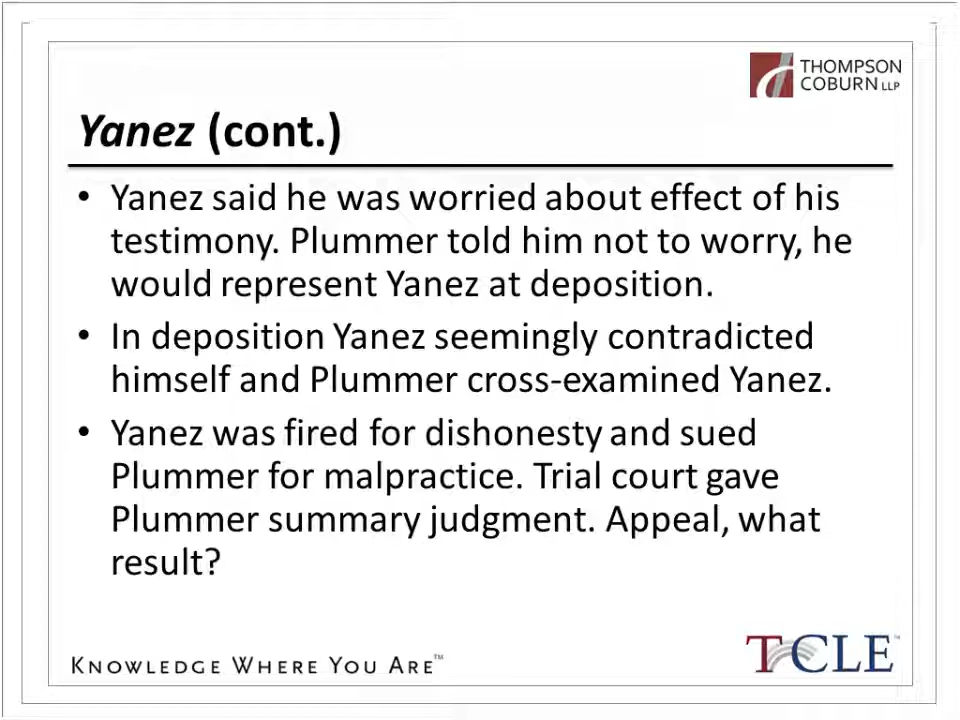 THOMPSON
COBURN LLP
Yanez (cont.)
• Yanez said he was worried about effect of his
testimony. Plummer told him not to worry, he
would represent Yanez at deposition.
• In deposition Yanez seemingly contradicted
himself and Plummer cross-examined Yanez.
• Yanez was fired for dishonesty and sued
Plummer for malpractice. Trial court gave
Plummer summary judgment. Appeal, what
result?
KNOWLEDGE WHERE YOU ARE™
TCLE™